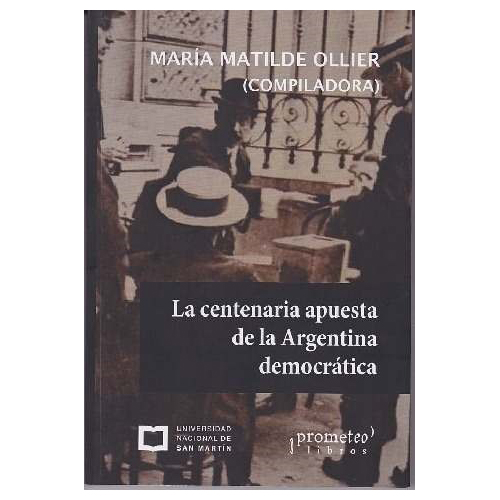 MARÍA MATILDE OLLIER
(COMPILADORA)
La centenaria apuesta
de la Argentina
democrática
UNIVERSIDAD
NACIONAL DE
SAN MARTÍN
prometeo
libros